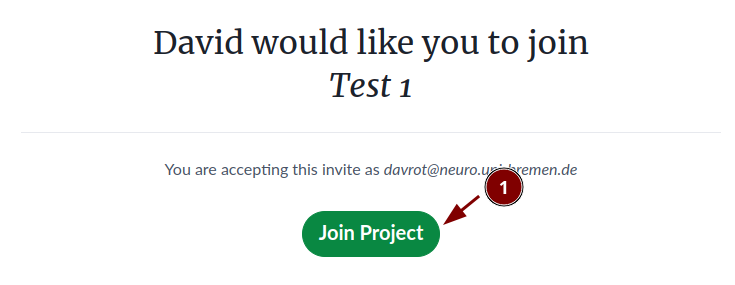 David would like you to join
Test 1
You are accepting this invite as davrot@neuro.uni-bremen.de
1
Join Project